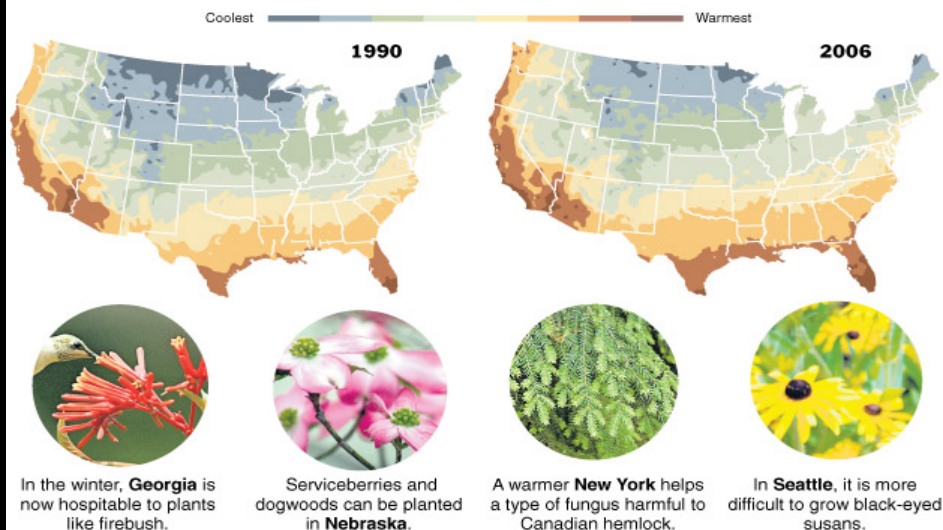 Coolest Warmest
1990 2006
In the winter, Georgia is
now hospitable to plants
like firebush.
Serviceberries and
dogwoods can be planted
in Nebraska.
A warmer New York helps
a type of fungus harmful to
Canadian hemlock.
In Seattle, it is more
difficult to grow black-eyed
susans.